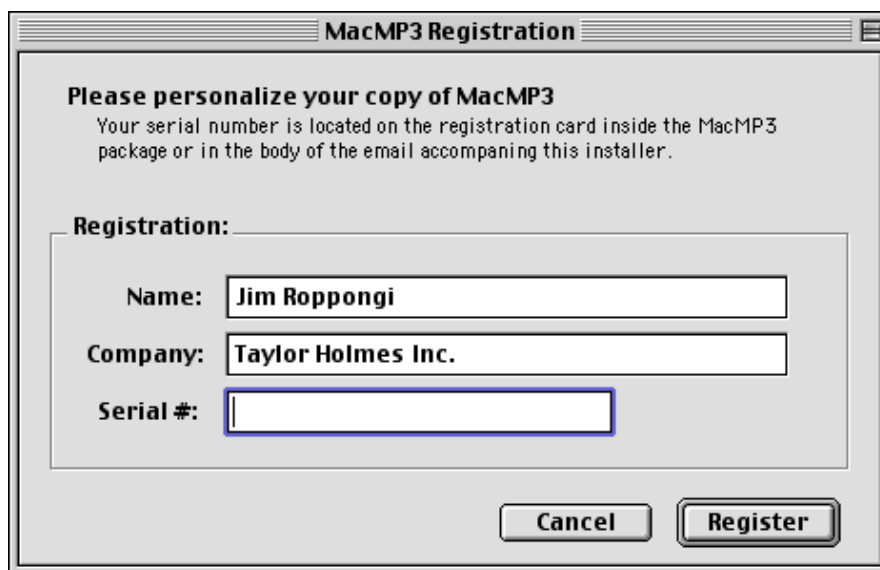 MacMP3 Registration
Please personalize your copy of MacMP3
Your serial number is located on the registration card inside the MacMP3
package or in the body of the email accompaning this installer.
Registration:
Name: Jim Roppongi
Company: Taylor Holmes Inc.
Serial #:
Cancel Register